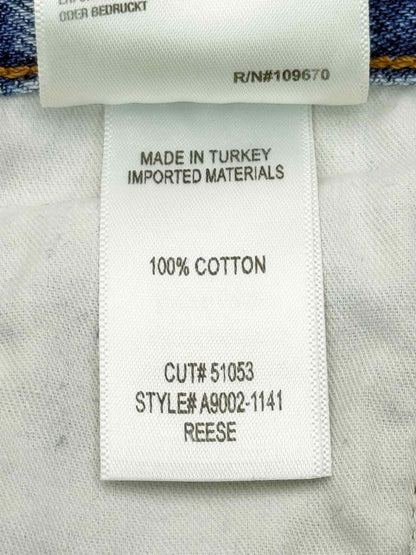 ODER BEDRUCKT
R/N#109670
MADE IN TURKEY
IMPORTED MATERIALS
100% COTTON
CUT# 51053
STYLE# A9002-1141
REESE